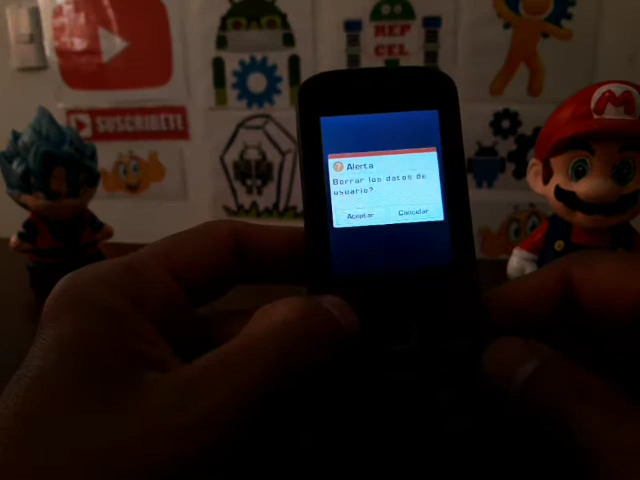 REP
CEL
SUSCRIBETE
Alerta
Borrar los datos de
usuario?
Aceptar Cancelar